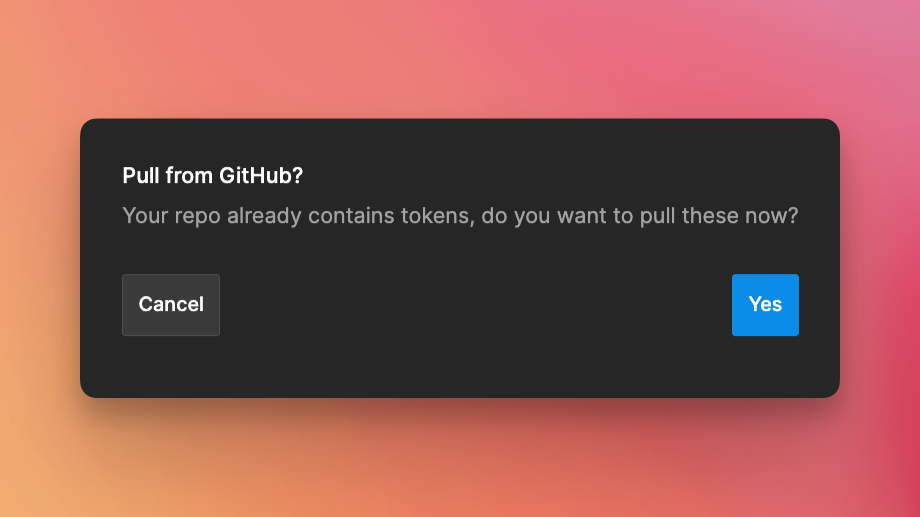 Pull from GitHub?
Your repo already contains tokens, do you want to pull these now?
Cancel
Yes